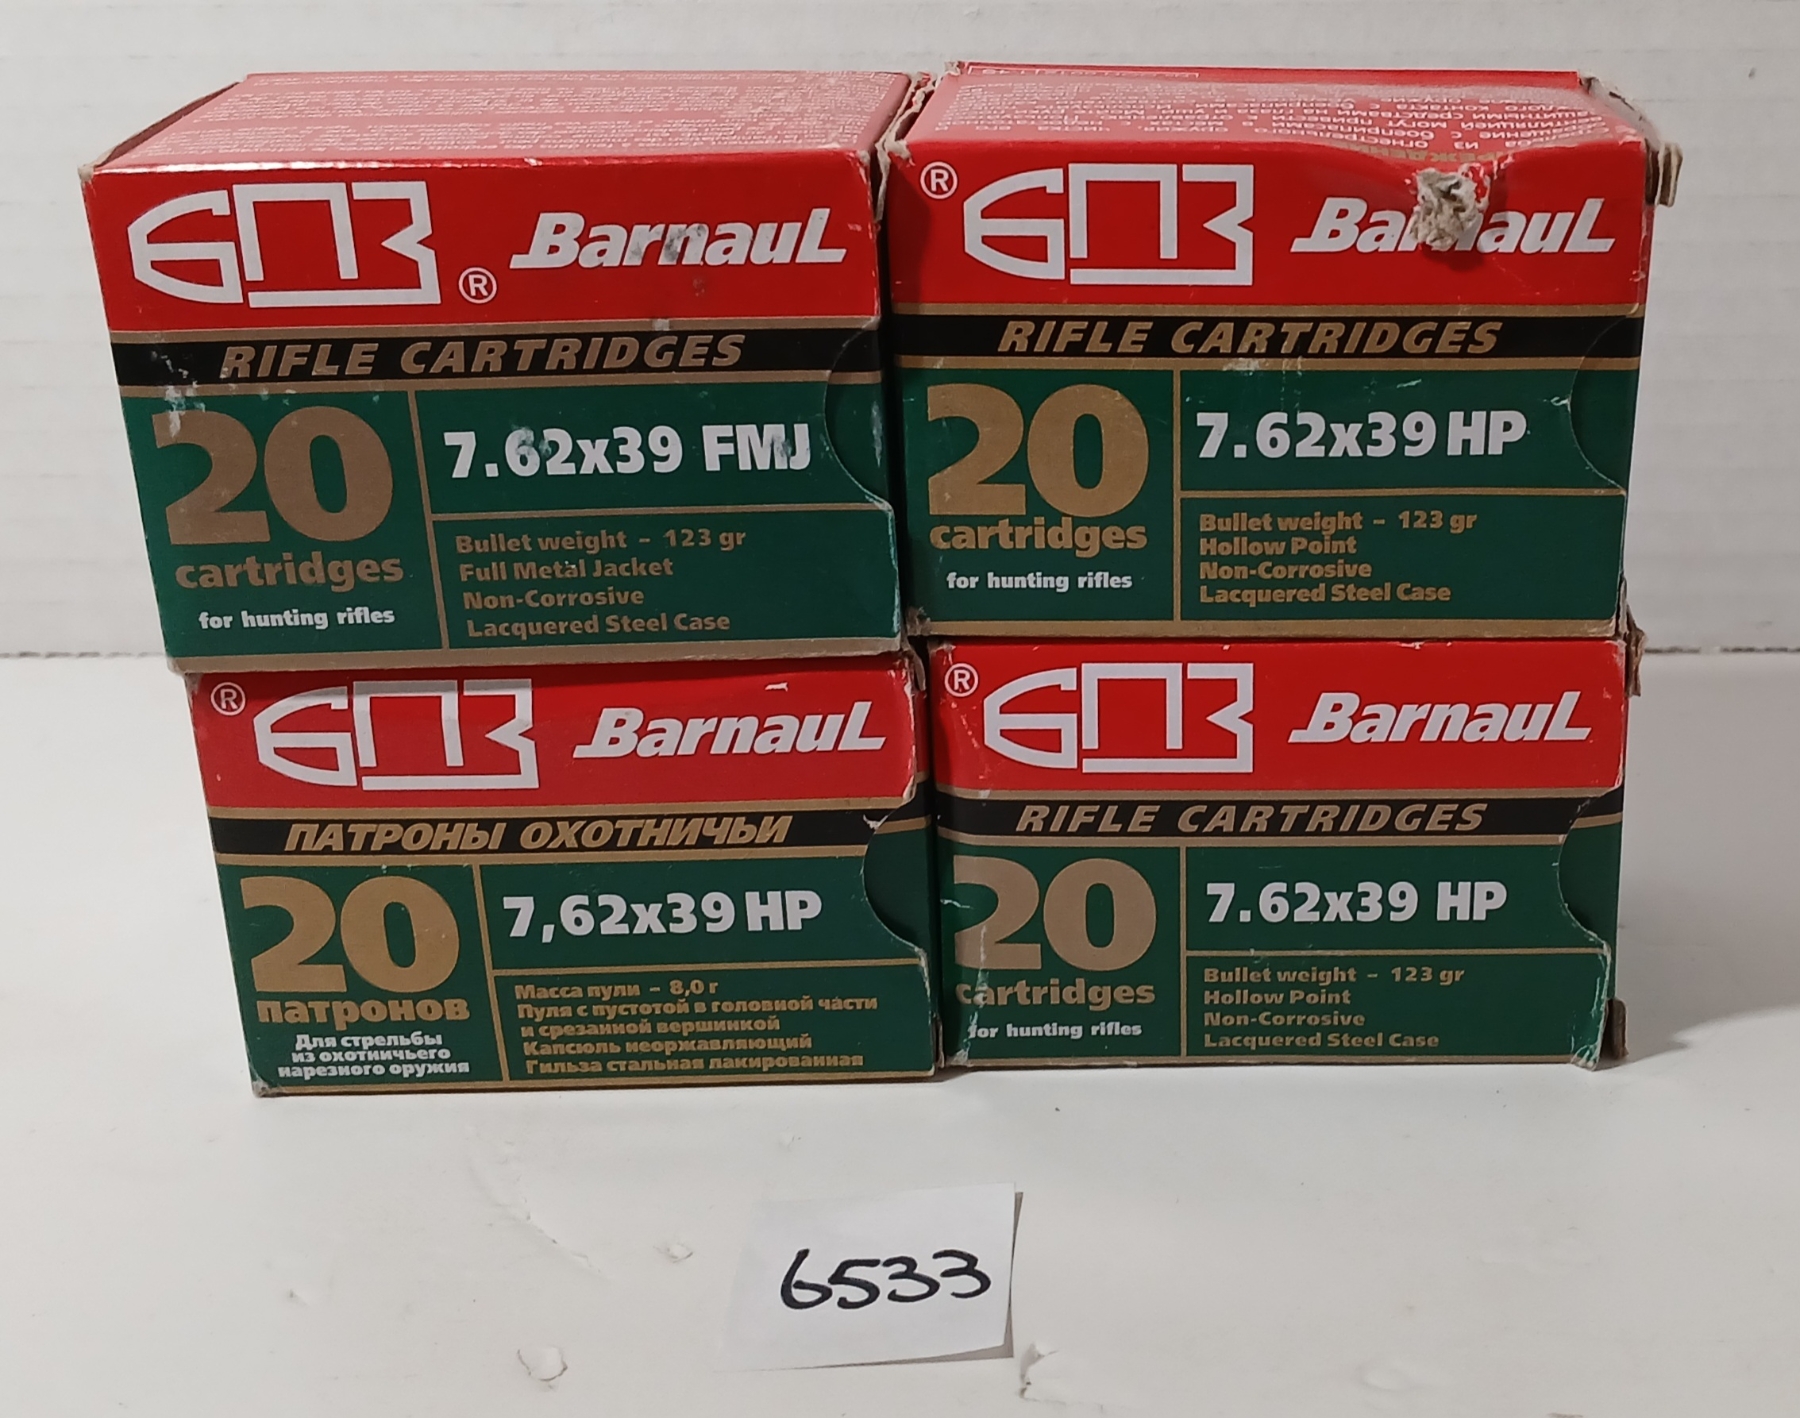 БПЗ ® Barnaul
RIFLE CARTRIDGES
20
cartridges
for hunting rifles
7.62x39 FMJ
Bullet weight - 123 gr
Full Metal Jacket
Non-Corrosive
Lacquered Steel Case
® БПЗ Barnaul
RIFLE CARTRIDGES
20
cartridges
for hunting rifles
7.62x39 HP
Bullet weight - 123 gr
Hollow Point
Non-Corrosive
Lacquered Steel Case
® БПЗ Barnaul
ПАТРОНЫ ОХОТНИЧЬИ
20
патронов
Для стрельбы
из охотничьего
нарезного оружия
7,62x39 HP
Масса пули - 8,0 г
Пуля с пустотой в головной части
и срезанной вершинкой
Капсюль неоржавляющий
Гильза стальная лакированная
® БПЗ Barnaul
RIFLE CARTRIDGES
20
cartridges
for hunting rifles
7.62x39 HP
Bullet weight - 123 gr
Hollow Point
Non-Corrosive
Lacquered Steel Case
6533